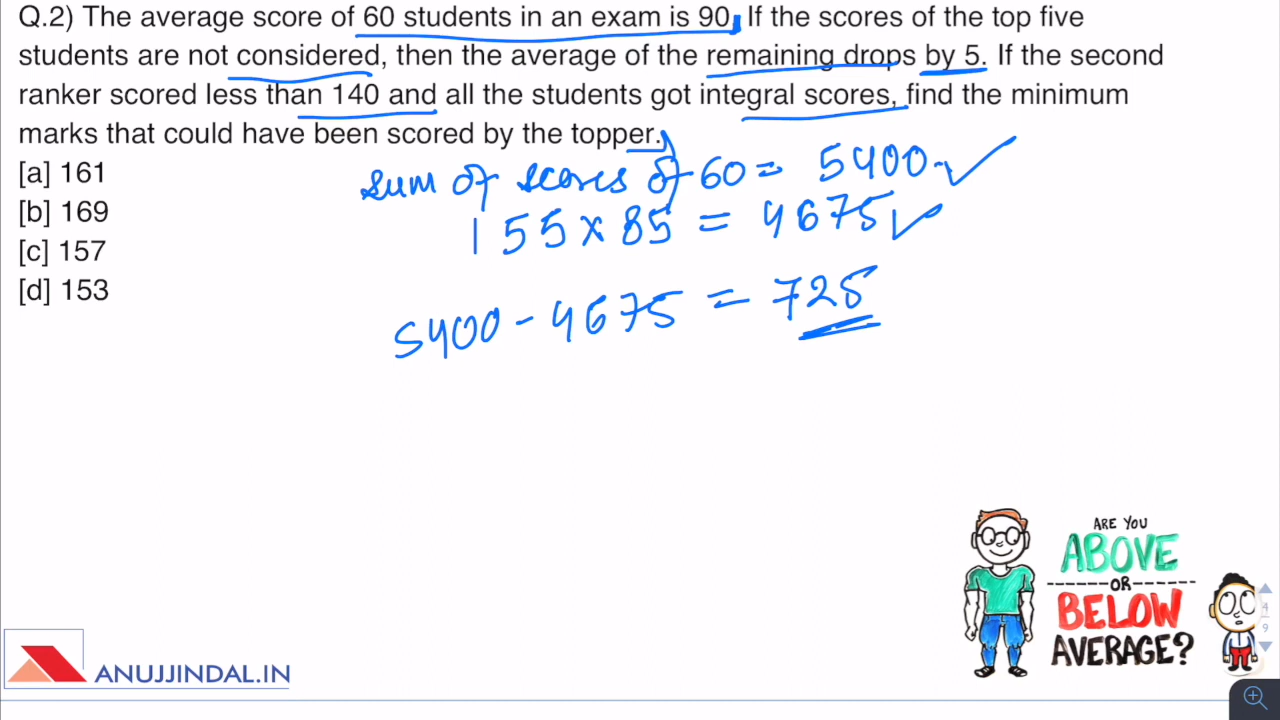 Q.2) The average score of 60 students in an exam is 90. If the scores of the top five
students are not considered, then the average of the remaining drops by 5. If the second
ranker scored less than 140 and all the students got integral scores, find the minimum
marks that could have been scored by the topper.
[a] 161
[b] 169
[c] 157
[d] 153
sum of scores of 60 = 5400
55 x 85 = 4675
5400 - 4675 = 725
ARE YOU
ABOVE
OR
BELOW
AVERAGE?
4
9
ANUJJINDAL.IN